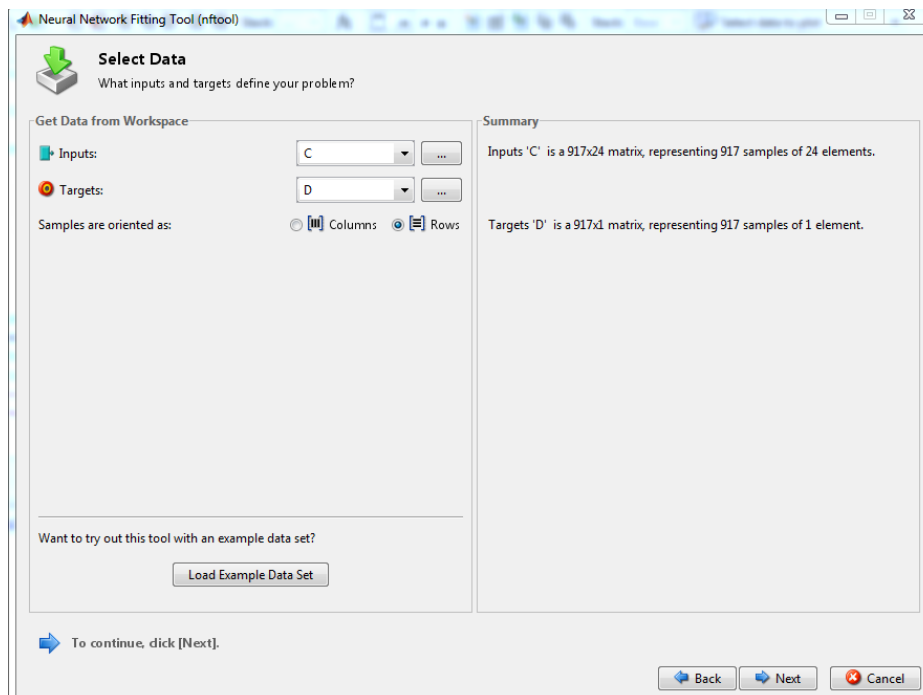 Neural Network Fitting Tool (nftool)
Select Data
What inputs and targets define your problem?
Get Data from Workspace
Inputs:
C
...
Targets:
D
...
Samples are oriented as:
Columns
Rows
Want to try out this tool with an example data set?
Load Example Data Set
Summary
Inputs 'C' is a 917x24 matrix, representing 917 samples of 24 elements.
Targets 'D' is a 917x1 matrix, representing 917 samples of 1 element.
To continue, click [Next].
Back
Next
Cancel